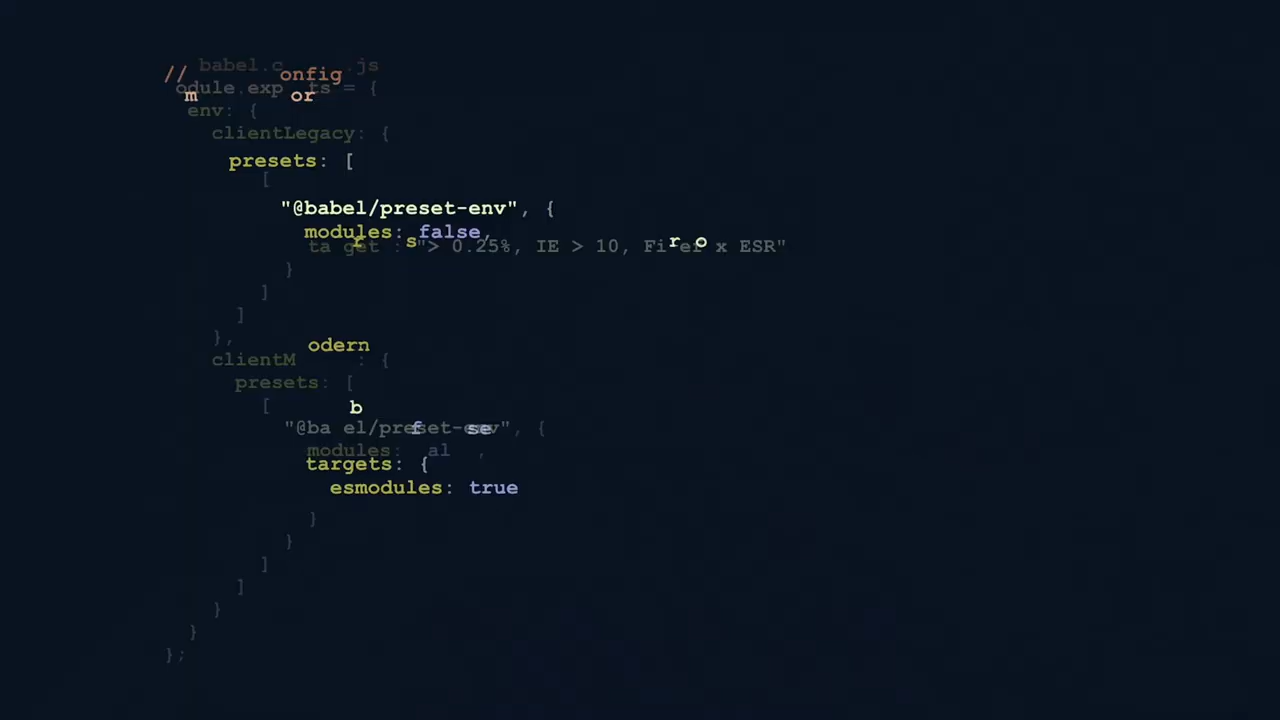 // babel.config.js
module.exports = {
env: {
clientLegacy: {
presets: [
[
"@babel/preset-env", {
modules: false,
targets: "> 0.25%, IE > 10, Firefox ESR"
}
]
]
},
clientModern: {
presets: [
[
"@babel/preset-env", {
modules: false,
targets: {
esmodules: true
}
}
]
]
}
}
};